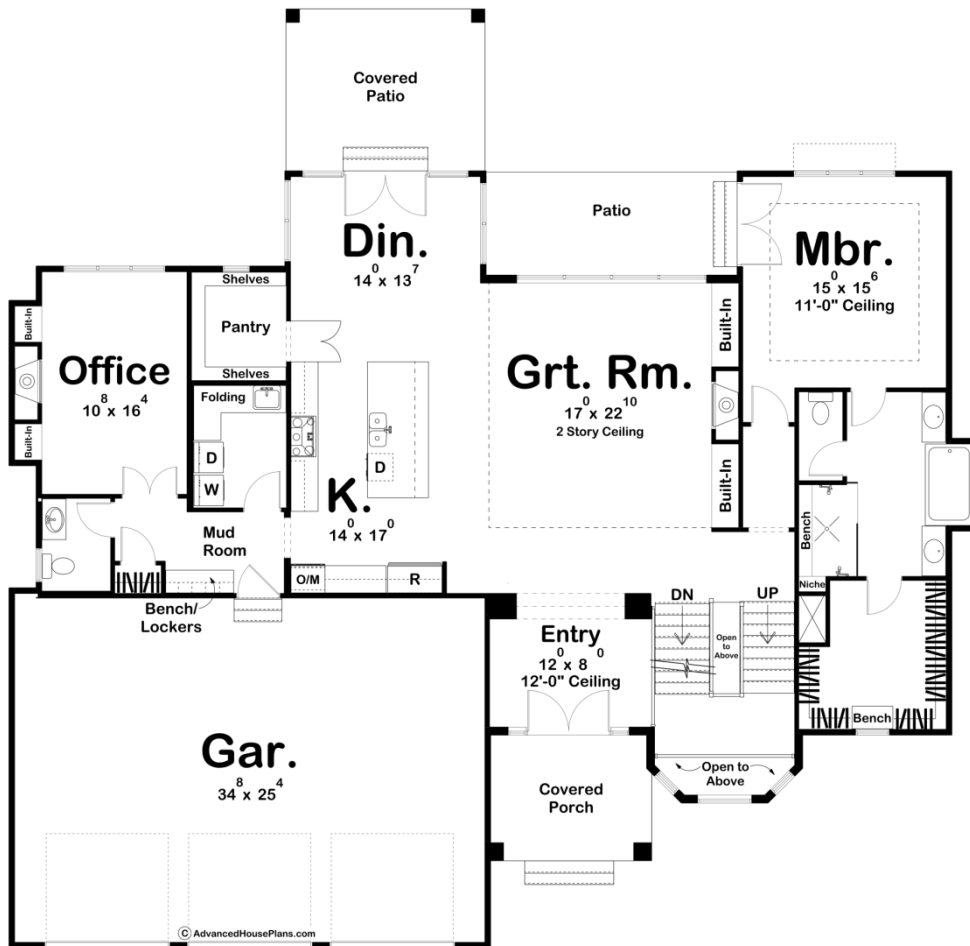 Covered
Patio
Din.
14⁰ x 13⁷
Patio
Mbr.
15⁰ x 15⁶
11'-0" Ceiling
Shelves
Pantry
Shelves
Built-In
Built-In
Office
10⁸ x 16⁴
Folding
D
W
D
K.
14⁰ x 17⁰
Grt. Rm.
17⁰ x 22¹⁰
2 Story Ceiling
Built-In
Built-In
Mud
Room
Bench/
Lockers
O/M
R
Bench
Niche
DN
UP
Open
to
Above
Entry
12⁰ x 8⁰
12'-0" Ceiling
Bench
Open to
Above
Gar.
34⁸ x 25⁴
Covered
Porch
© AdvancedHousePlans.com